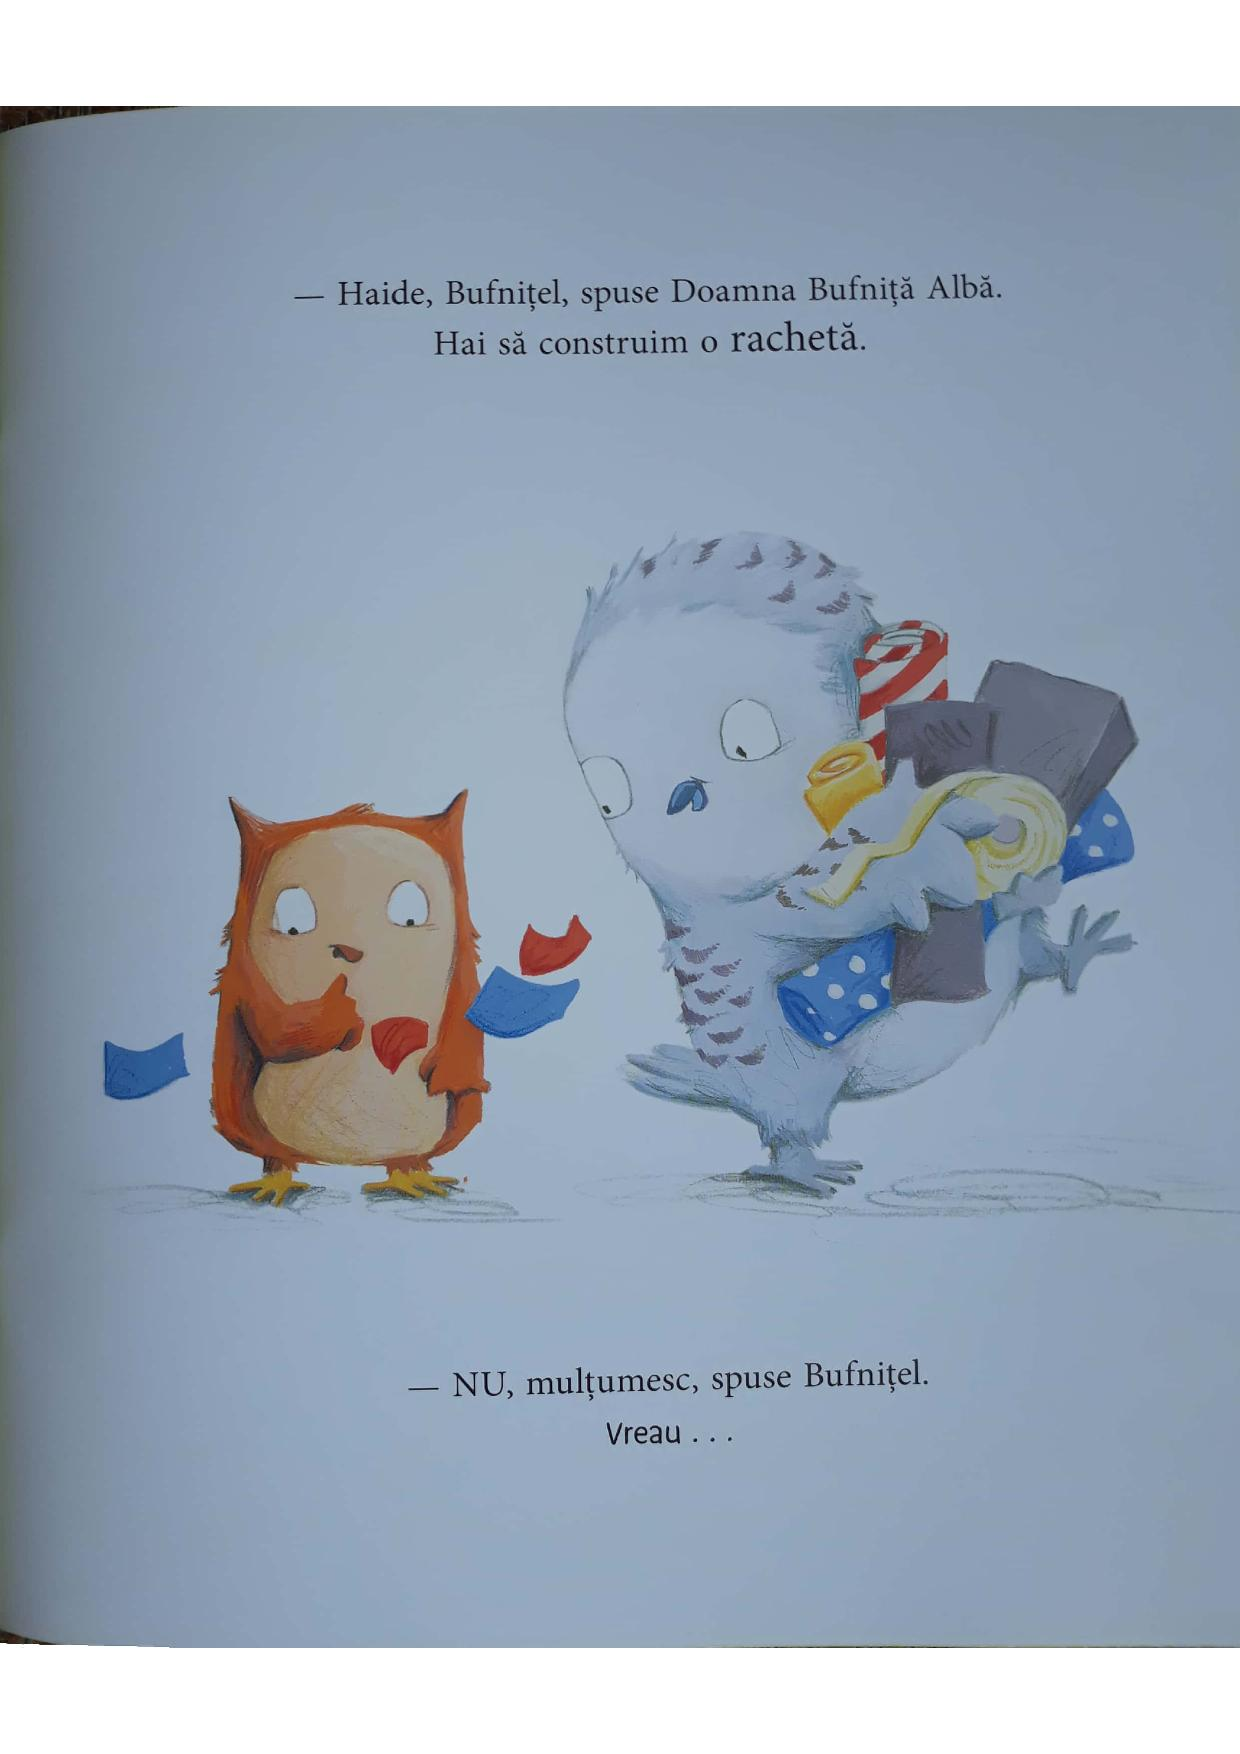 — Haide, Bufnițel, spuse Doamna Bufniță Albă.
Hai să construim o rachetă.
— NU, mulțumesc, spuse Bufnițel.
Vreau . . .